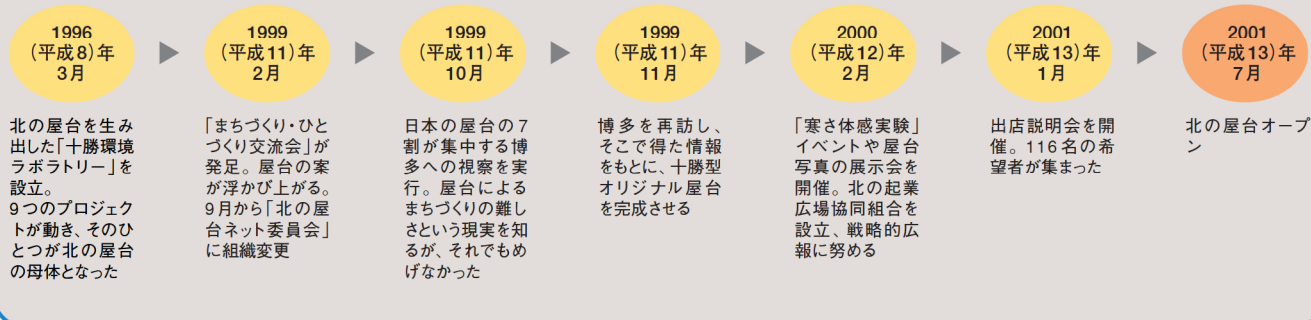 1996
（平成8）年
3月
北の屋台を生み
出した「十勝環境
ラボラトリー」を
設立。
9つのプロジェク
トが動き、そのひ
とつが北の屋台
の母体となった
1999
（平成11）年
2月
「まちづくり・ひと
づくり交流会」が
発足。屋台の案
が浮かび上がる。
9月から「北の屋
台ネット委員会」
に組織変更
1999
（平成11）年
10月
日本の屋台の7
割が集中する博
多への視察を実
行。屋台による
まちづくりの難し
さという現実を知
るが、それでもめ
げなかった
1999
（平成11）年
11月
博多を再訪し、
そこで得た情報
をもとに、十勝型
オリジナル屋台
を完成させる
2000
（平成12）年
2月
「寒さ体感実験」
イベントや屋台
写真の展示会を
開催。北の起業
広場協同組合を
設立、戦略的広
報に努める
2001
（平成13）年
1月
出店説明会を開
催。116名の希
望者が集まった
2001
（平成13）年
7月
北の屋台オープ
ン